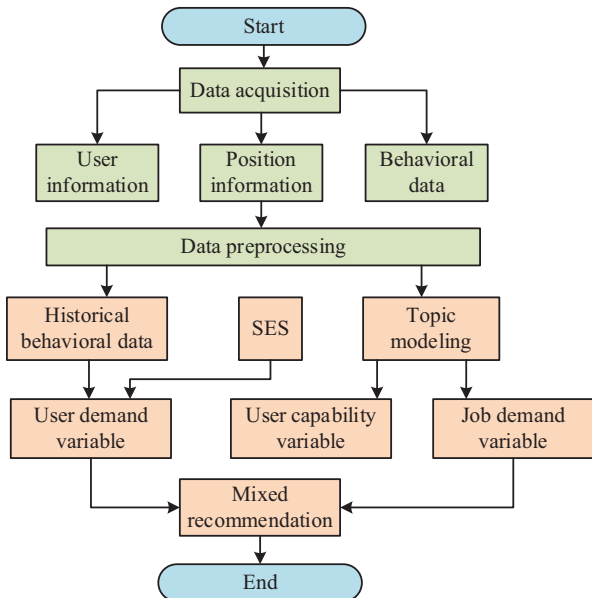 Start
Data acquisition
User
information
Position
information
Behavioral
data
Data preprocessing
Historical
behavioral data
SES
Topic
modeling
User demand
variable
User capability
variable
Job demand
variable
Mixed
recommendation
End